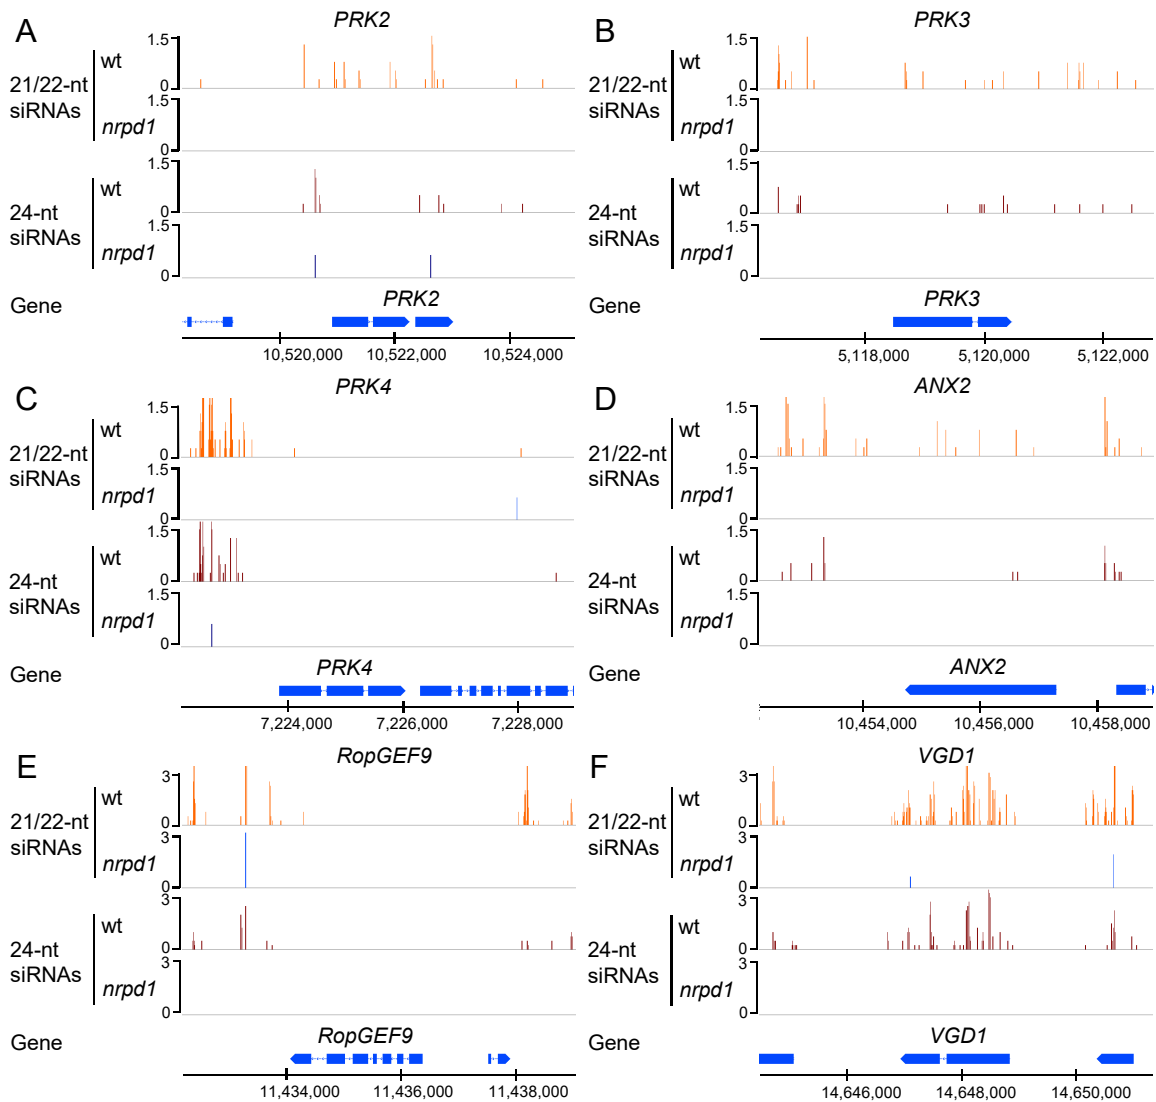 A
PRK2
21/22-nt
siRNAs
wt
1.5
0
nrpd1
1.5
0
24-nt
siRNAs
wt
1.5
0
nrpd1
1.5
0
Gene
PRK2
10,520,000 10,522,000 10,524,000
B
PRK3
21/22-nt
siRNAs
wt
1.5
0
nrpd1
1.5
0
24-nt
siRNAs
wt
1.5
0
nrpd1
1.5
0
Gene
PRK3
5,118,000 5,120,000 5,122,000
C
PRK4
21/22-nt
siRNAs
wt
1.5
0
nrpd1
1.5
0
24-nt
siRNAs
wt
1.5
0
nrpd1
1.5
0
Gene
PRK4
7,224,000 7,226,000 7,228,000
D
ANX2
21/22-nt
siRNAs
wt
1.5
0
nrpd1
1.5
0
24-nt
siRNAs
wt
1.5
0
nrpd1
1.5
0
Gene
ANX2
10,454,000 10,456,000 10,458,000
E
RopGEF9
21/22-nt
siRNAs
wt
3
0
nrpd1
3
0
24-nt
siRNAs
wt
3
0
nrpd1
3
0
Gene
RopGEF9
11,434,000 11,436,000 11,438,000
F
VGD1
21/22-nt
siRNAs
wt
3
0
nrpd1
3
0
24-nt
siRNAs
wt
3
0
nrpd1
3
0
Gene
VGD1
14,646,000 14,648,000 14,650,000